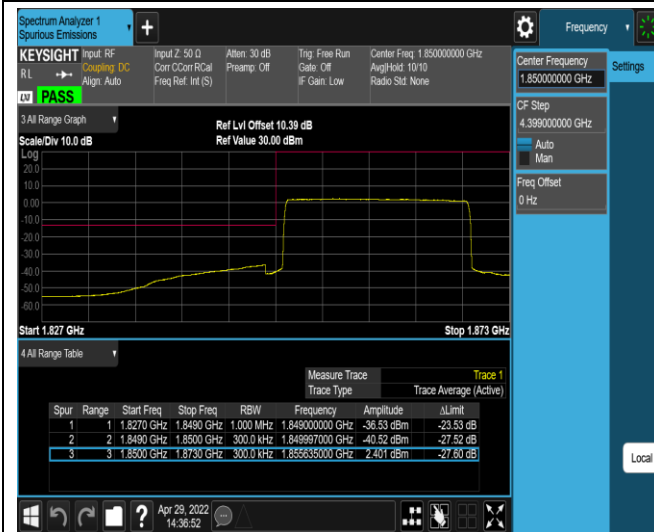 Spectrum Analyzer 1
Spurious Emissions
Frequency
KEYSIGHT
Input: RF
Coupling: DC
Align: Auto
Input Z: 50 Ω
Corr CCorr RCal
Freq Ref: Int (S)
Atten: 30 dB
Preamp: Off
Trig: Free Run
Gate: Off
IF Gain: Low
Center Freq: 1.850000000 GHz
Avg|Hold: 10/10
Radio Std: None
RL
LXI
PASS
Center Frequency
1.850000000 GHz
Settings
CF Step
4.399000000 GHz
Auto
Man
Freq Offset
0 Hz
3 All Range Graph
Scale/Div 10.0 dB
Ref Lvl Offset 10.39 dB
Ref Value 30.00 dBm
Log
20.0
10.0
0.00
-10.0
-20.0
-30.0
-40.0
-50.0
-60.0
Start 1.827 GHz
Stop 1.873 GHz
4 All Range Table
Measure Trace Trace 1
Trace Type Trace Average (Active)
Spur Range Start Freq Stop Freq RBW Frequency Amplitude ΔLimit
1 1 1.8270 GHz 1.8490 GHz 1.000 MHz 1.849000000 GHz -36.53 dBm -23.53 dB
2 2 1.8490 GHz 1.8500 GHz 300.0 kHz 1.849997000 GHz -40.52 dBm -27.52 dB
3 3 1.8500 GHz 1.8730 GHz 300.0 kHz 1.855635000 GHz 2.401 dBm -27.60 dB
Local
Apr 29, 2022
14:36:52